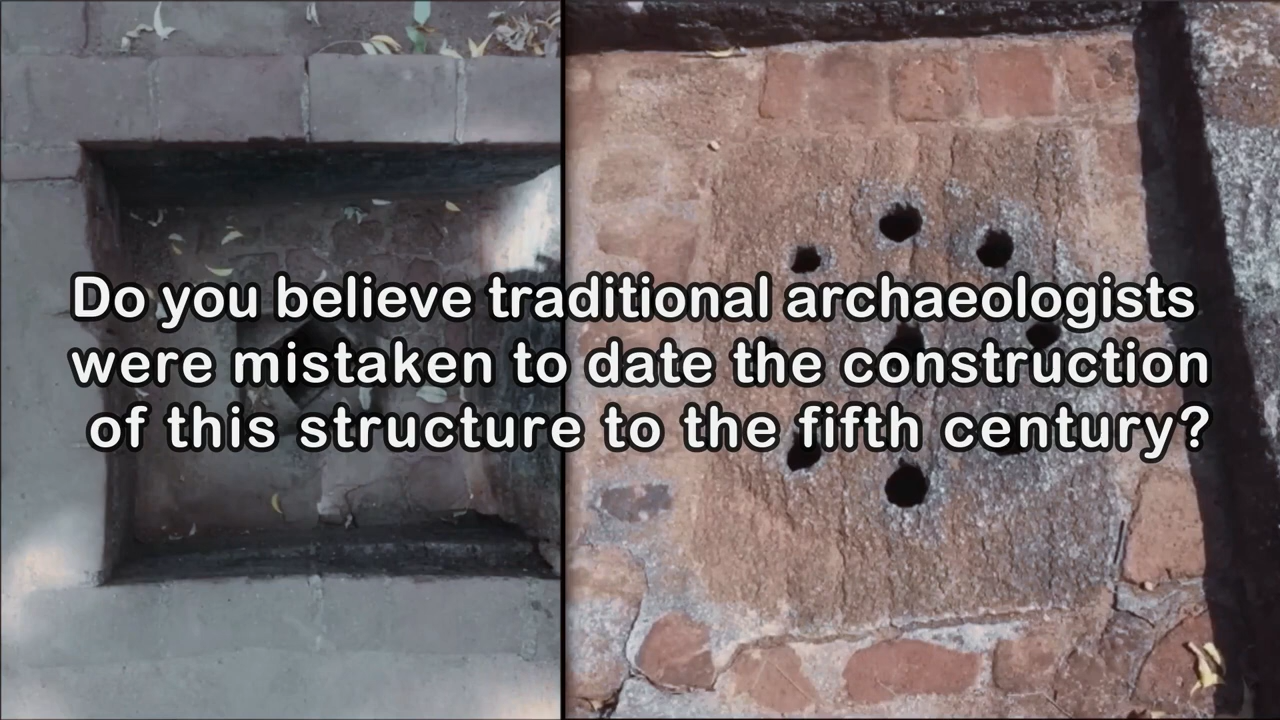 Do you believe traditional archaeologists
were mistaken to date the construction
of this structure to the fifth century?